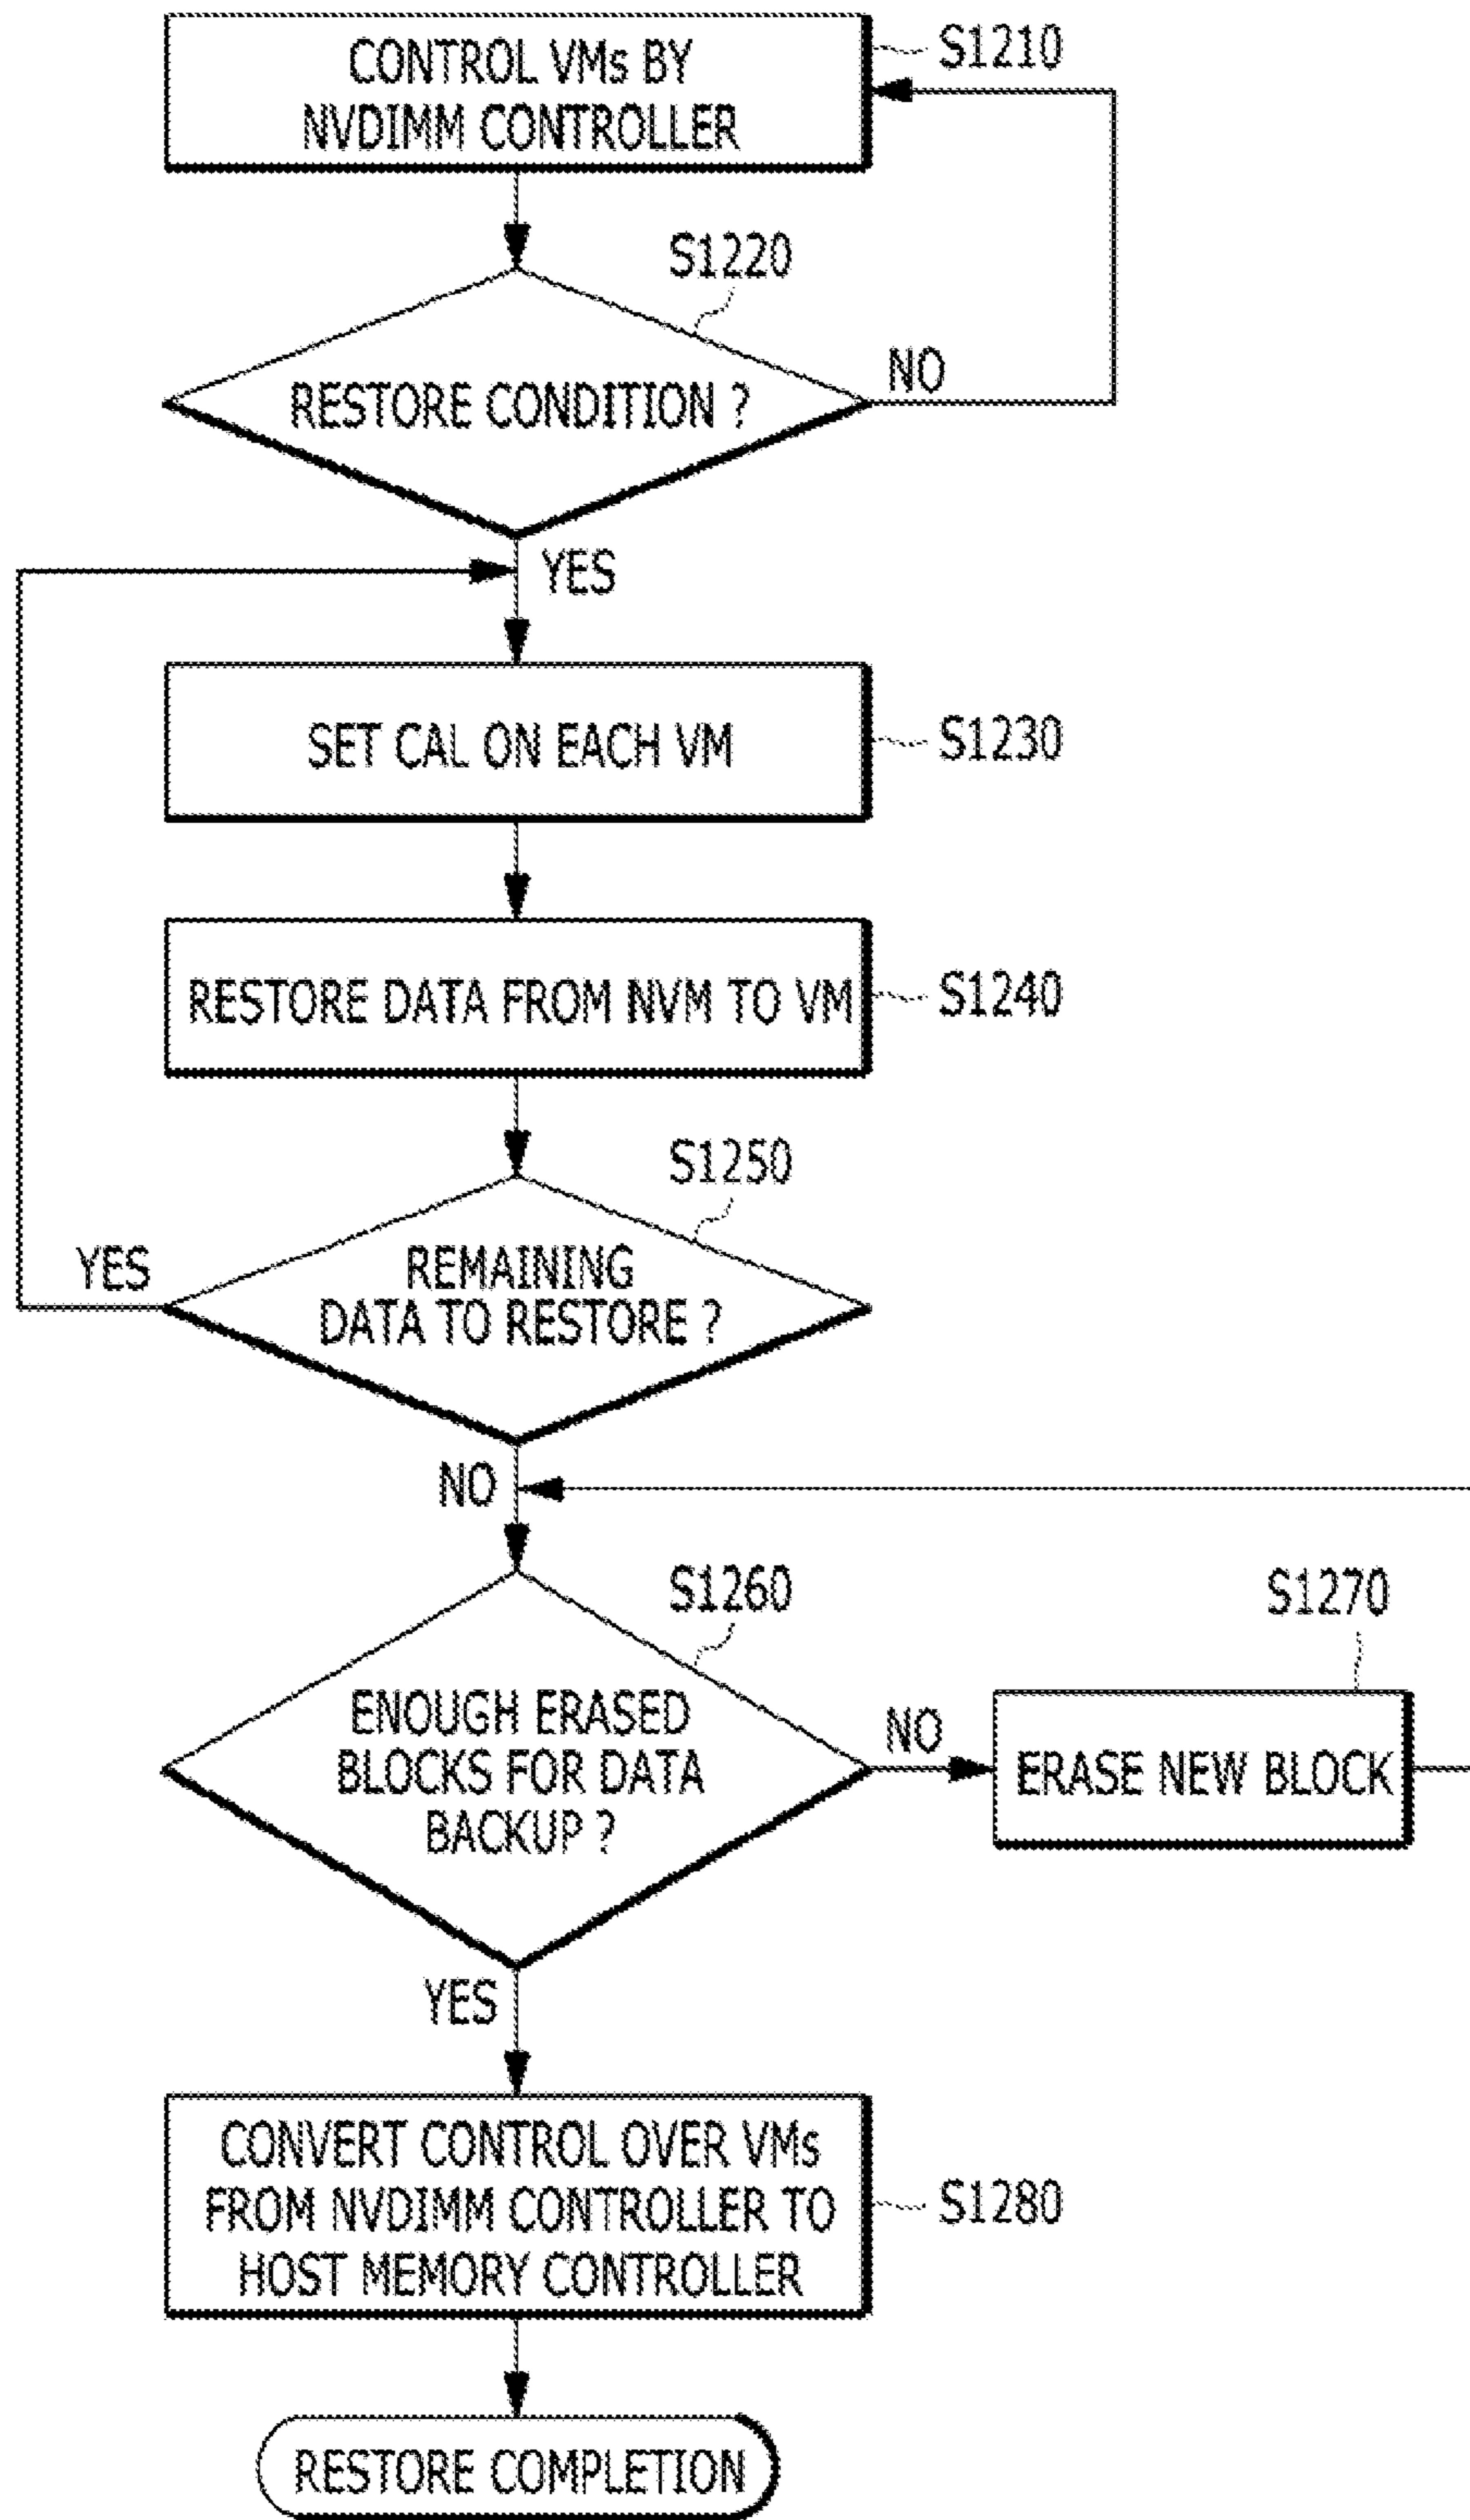 CONTROL VMs BY
NVDIMM CONTROLLER
S1210
S1220
RESTORE CONDITION ?
NO
YES
SET CAL ON EACH VM
S1230
RESTORE DATA FROM NVM TO VM
S1240
S1250
YES
REMAINING
DATA TO RESTORE ?
NO
S1260
S1270
ENOUGH ERASED
BLOCKS FOR DATA
BACKUP ?
NO
ERASE NEW BLOCK
YES
CONVERT CONTROL OVER VMs
FROM NVDIMM CONTROLLER TO
HOST MEMORY CONTROLLER
S1280
RESTORE COMPLETION